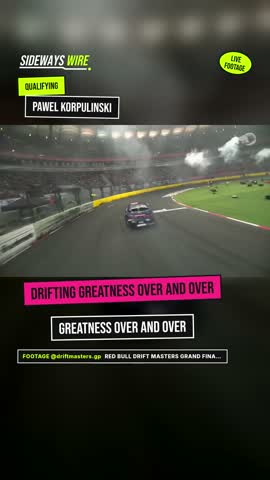 SIDEWAYS WIRE.
LIVE
FOOTAGE
QUALIFYING
PAWEL KORPULINSKI
DRIFTING GREATNESS OVER AND OVER
GREATNESS OVER AND OVER
FOOTAGE @driftmasters.gp RED BULL DRIFT MASTERS GRAND FINA...